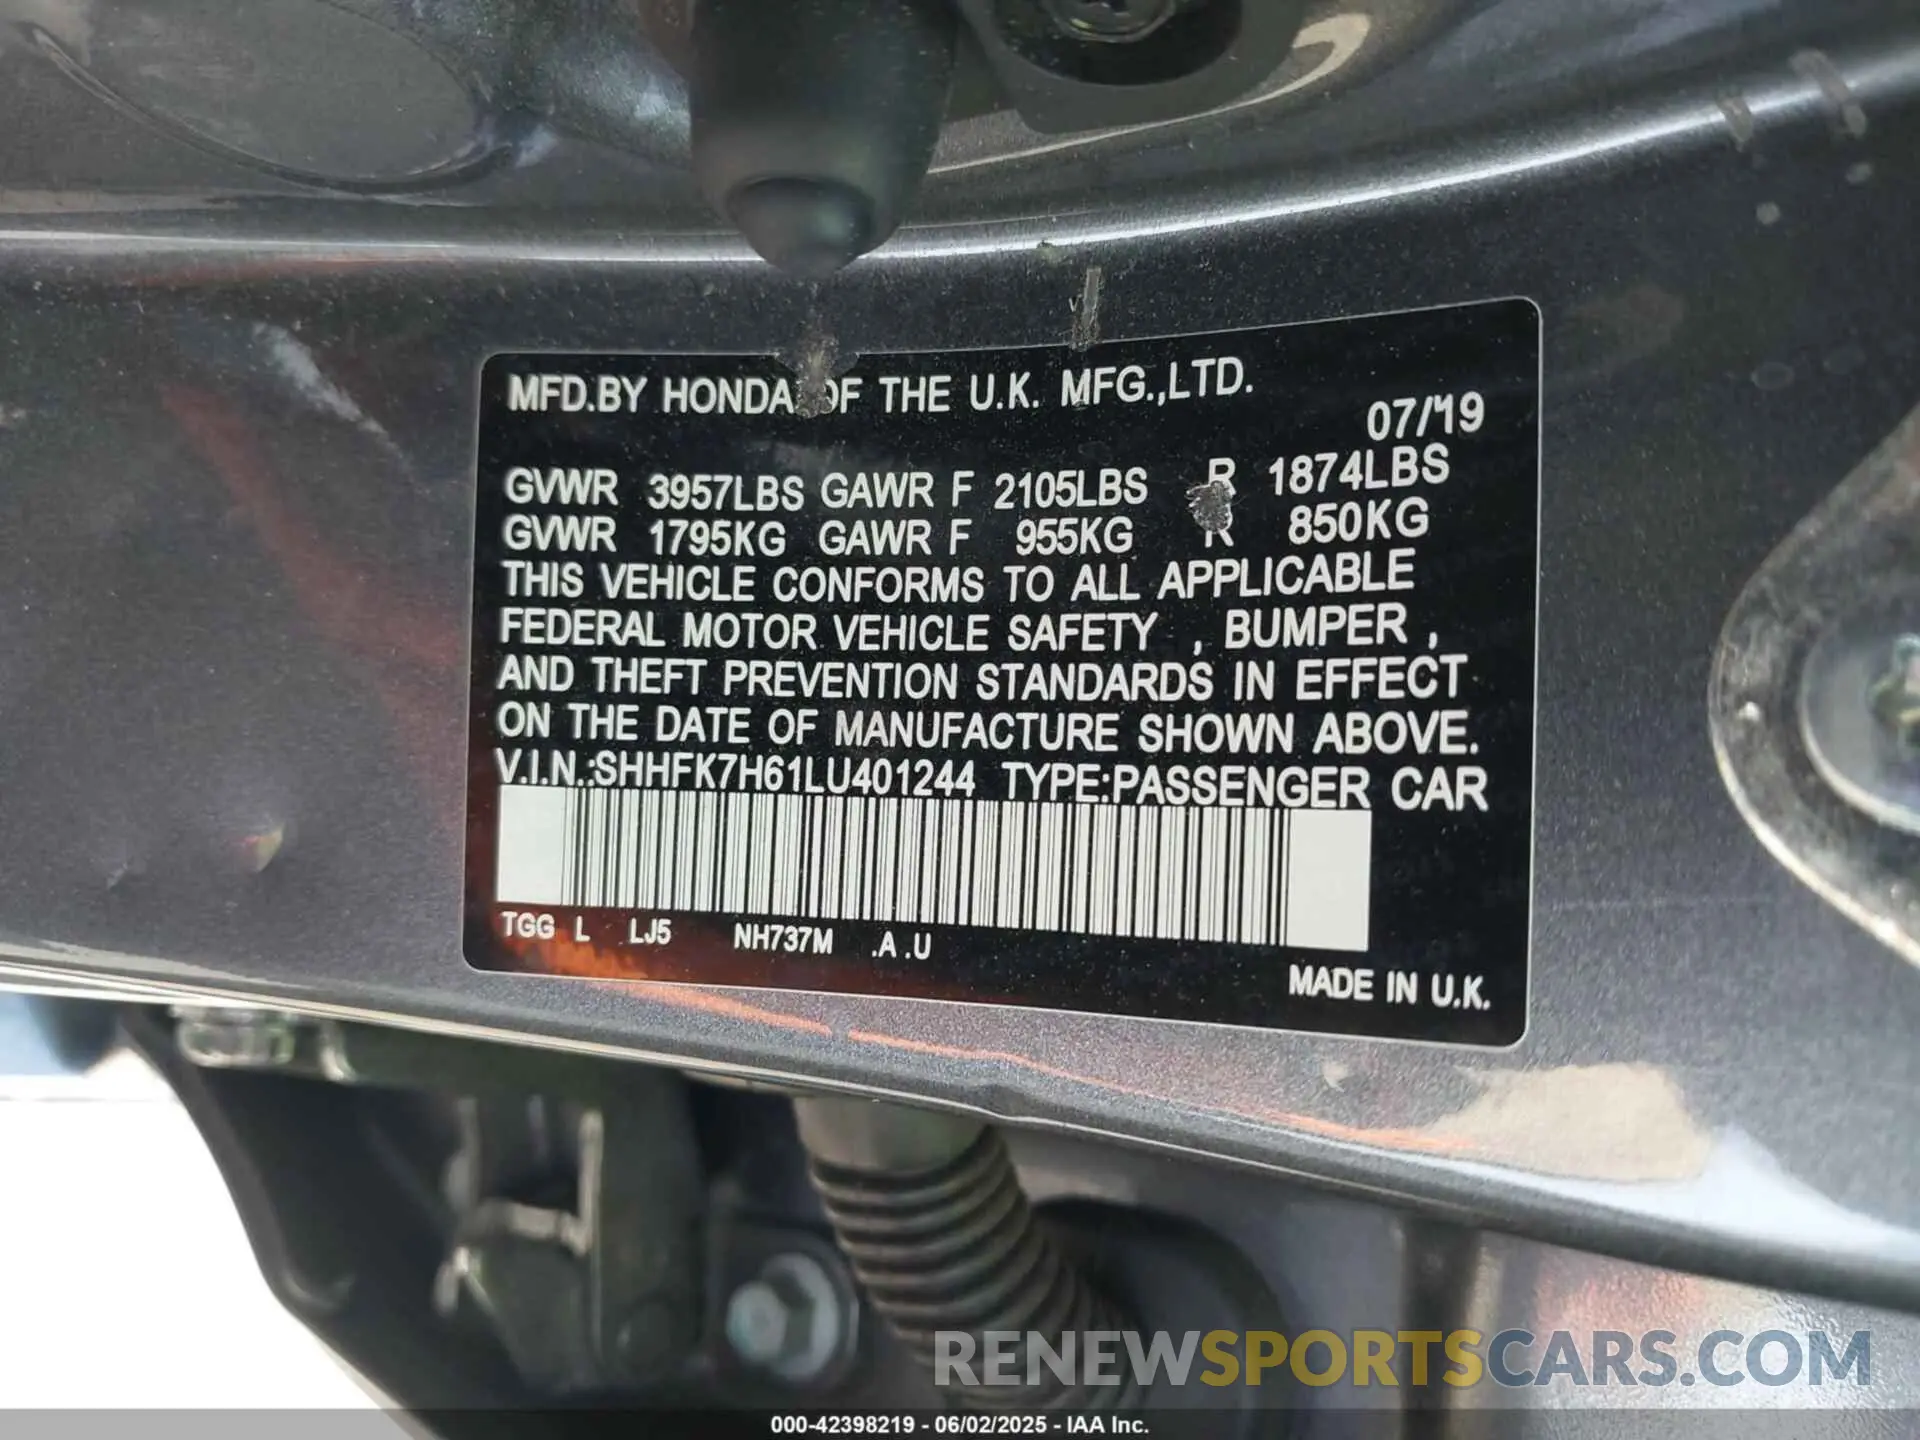 MFD.BY HONDA OF THE U.K. MFG.,LTD.
07/'19
GVWR 3957LBS GAWR F 2105LBS R 1874LBS
GVWR 1795KG GAWR F 955KG R 850KG
THIS VEHICLE CONFORMS TO ALL APPLICABLE
FEDERAL MOTOR VEHICLE SAFETY , BUMPER ,
AND THEFT PREVENTION STANDARDS IN EFFECT
ON THE DATE OF MANUFACTURE SHOWN ABOVE.
V.I.N.:SHHFK7H61LU401244 TYPE:PASSENGER CAR
TGG L LJ5 NH737M .A .U
MADE IN U.K.
RENEWSPORTSCARS.COM
000-42398219 - 06/02/2025 - IAA Inc.